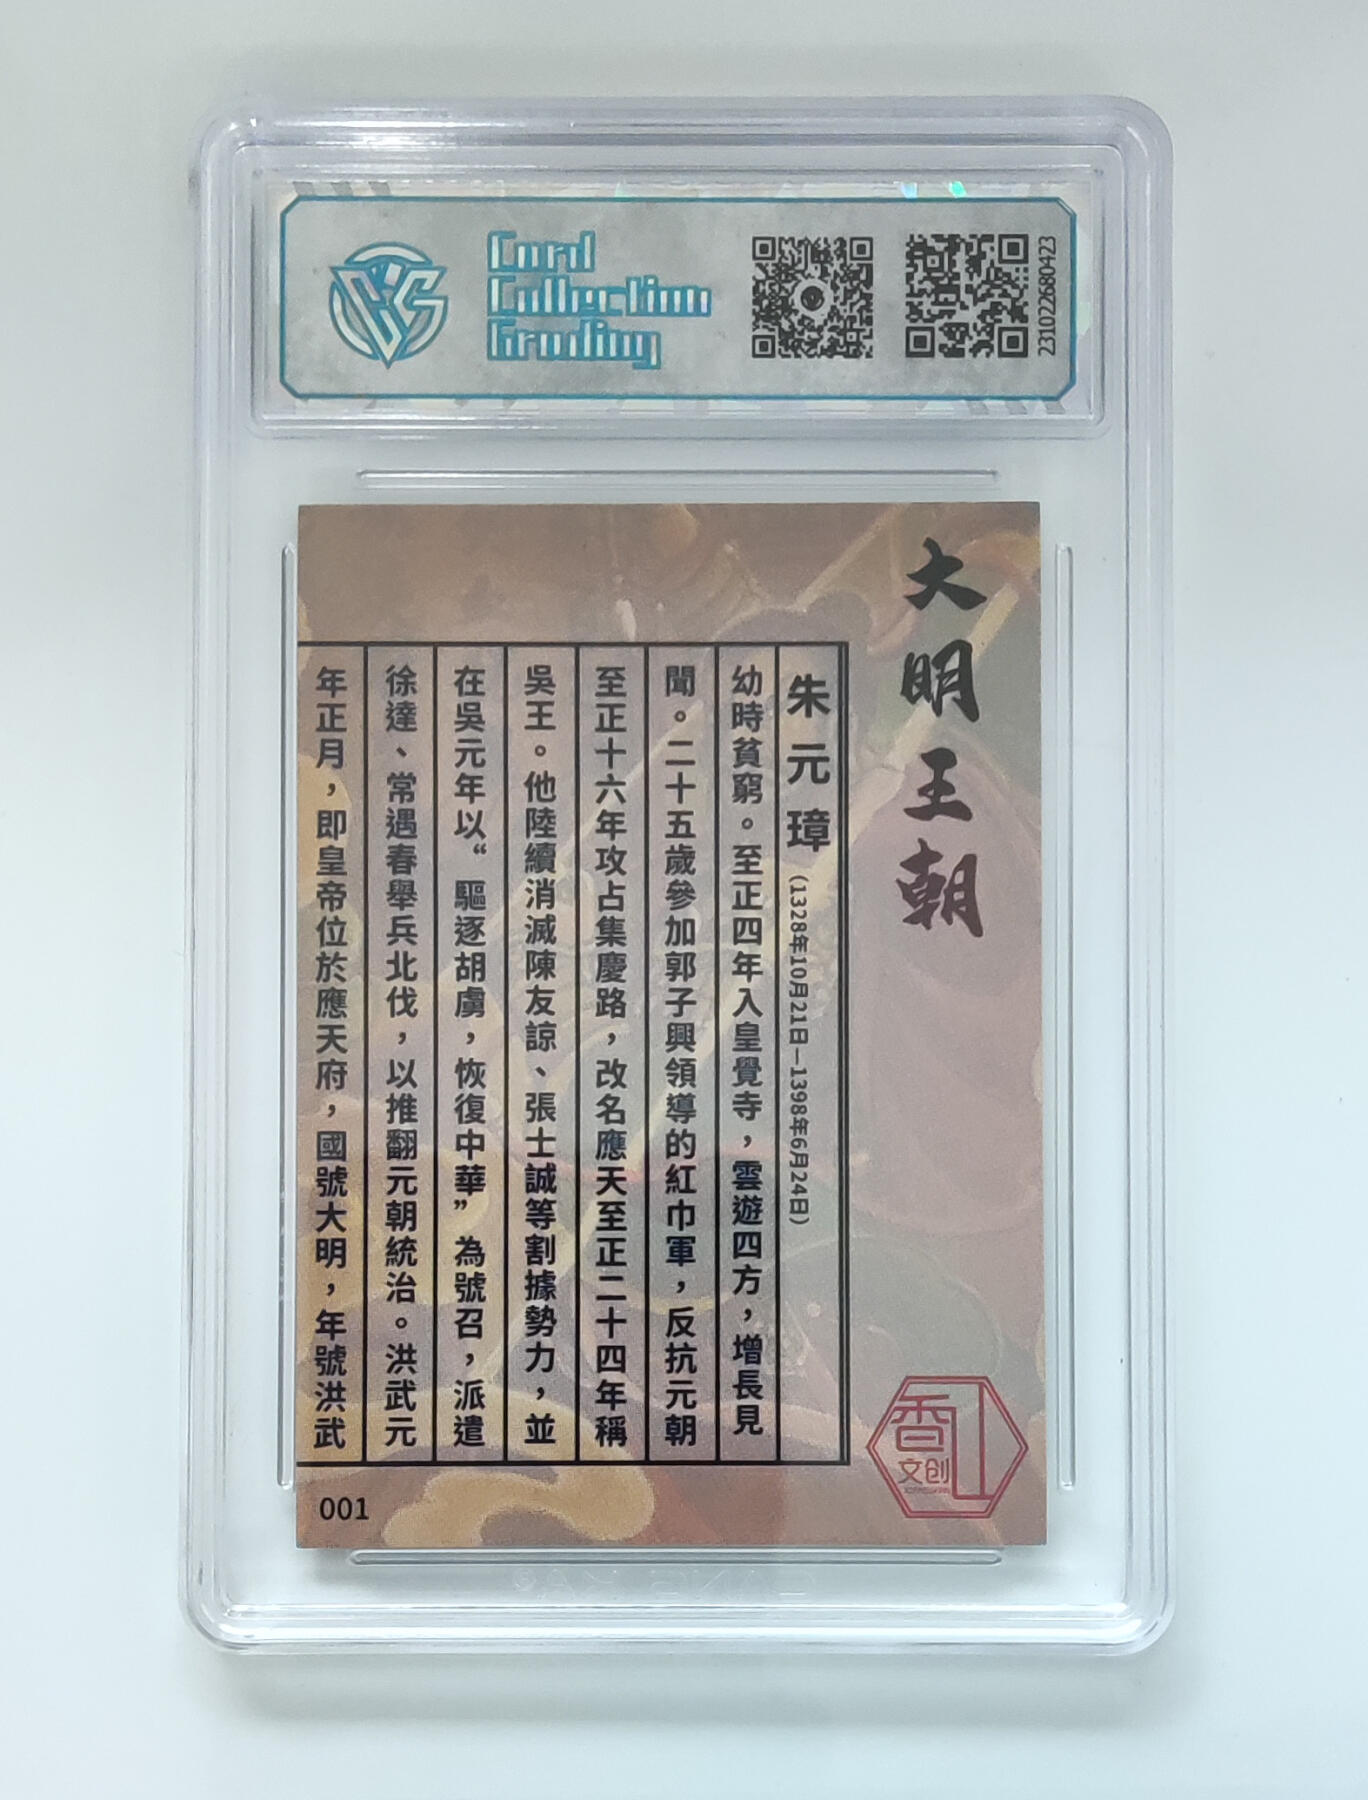 Card
Collection
Grading
CCG
231022680423
大明王朝
朱元璋（1328年10月21日—1398年6月24日）
幼時貧窮。至正四年入皇覺寺，雲遊四方，增長見
聞。二十五歲參加郭子興領導的紅巾軍，反抗元朝
至正十六年攻占集慶路，改名應天至正二十四年稱
吳王。他陸續消滅陳友諒、張士誠等割據勢力，並
在吳元年以“驅逐胡虜，恢復中華”為號召，派遣
徐達、常遇春舉兵北伐，以推翻元朝統治。洪武元
年正月，即皇帝位於應天府，國號大明，年號洪武
001
香山
文创